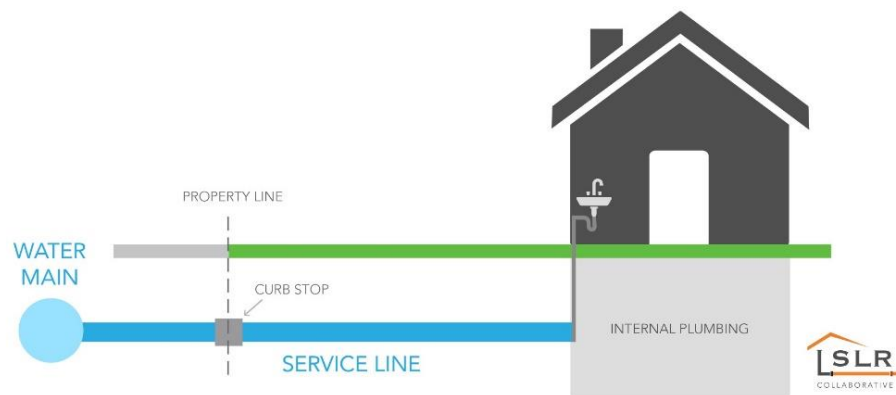 PROPERTY LINE
WATER
MAIN
CURB STOP
SERVICE LINE
INTERNAL PLUMBING
LSLR
COLLABORATIVE